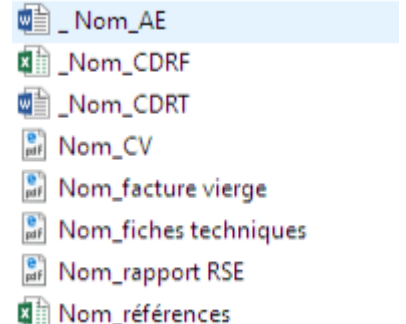 _ Nom_AE
_Nom_CDRF
_Nom_CDRT
Nom_CV
Nom_facture vierge
Nom_fiches techniques
Nom_rapport RSE
Nom_références